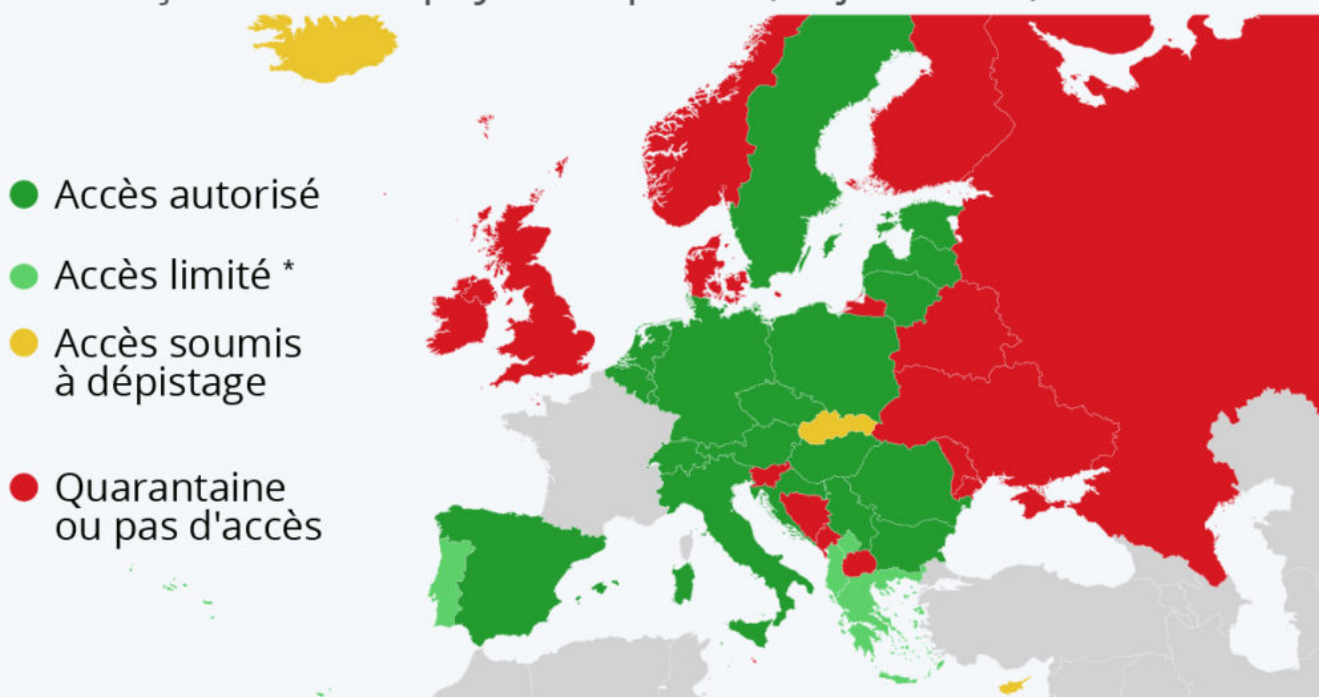 Accès autorisé
Accès limité *
Accès soumis
à dépistage
Quarantaine
ou pas d'accès